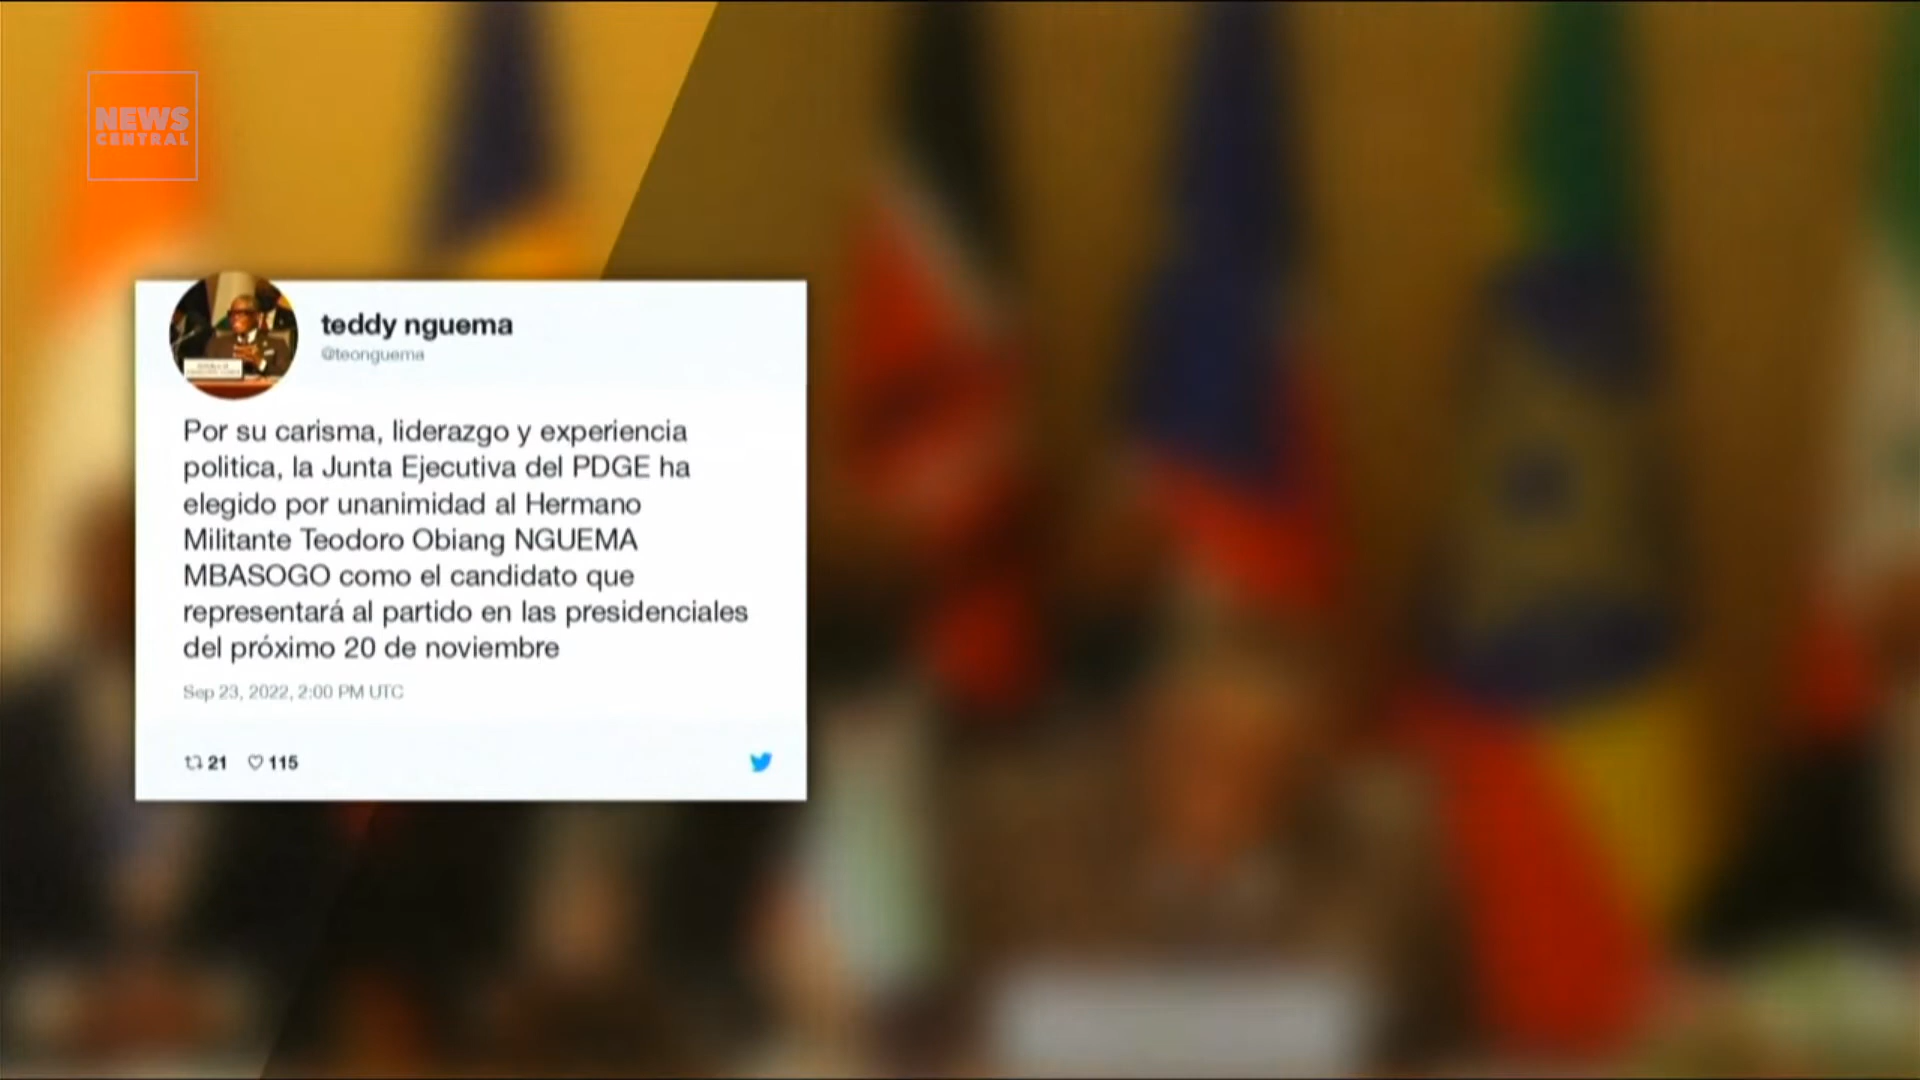 NEWS
CENTRAL
teddy nguema
@teonguema
Por su carisma, liderazgo y experiencia
politica, la Junta Ejecutiva del PDGE ha
elegido por unanimidad al Hermano
Militante Teodoro Obiang NGUEMA
MBASOGO como el candidato que
representará al partido en las presidenciales
del próximo 20 de noviembre
Sep 23, 2022, 2:00 PM UTC
21 115